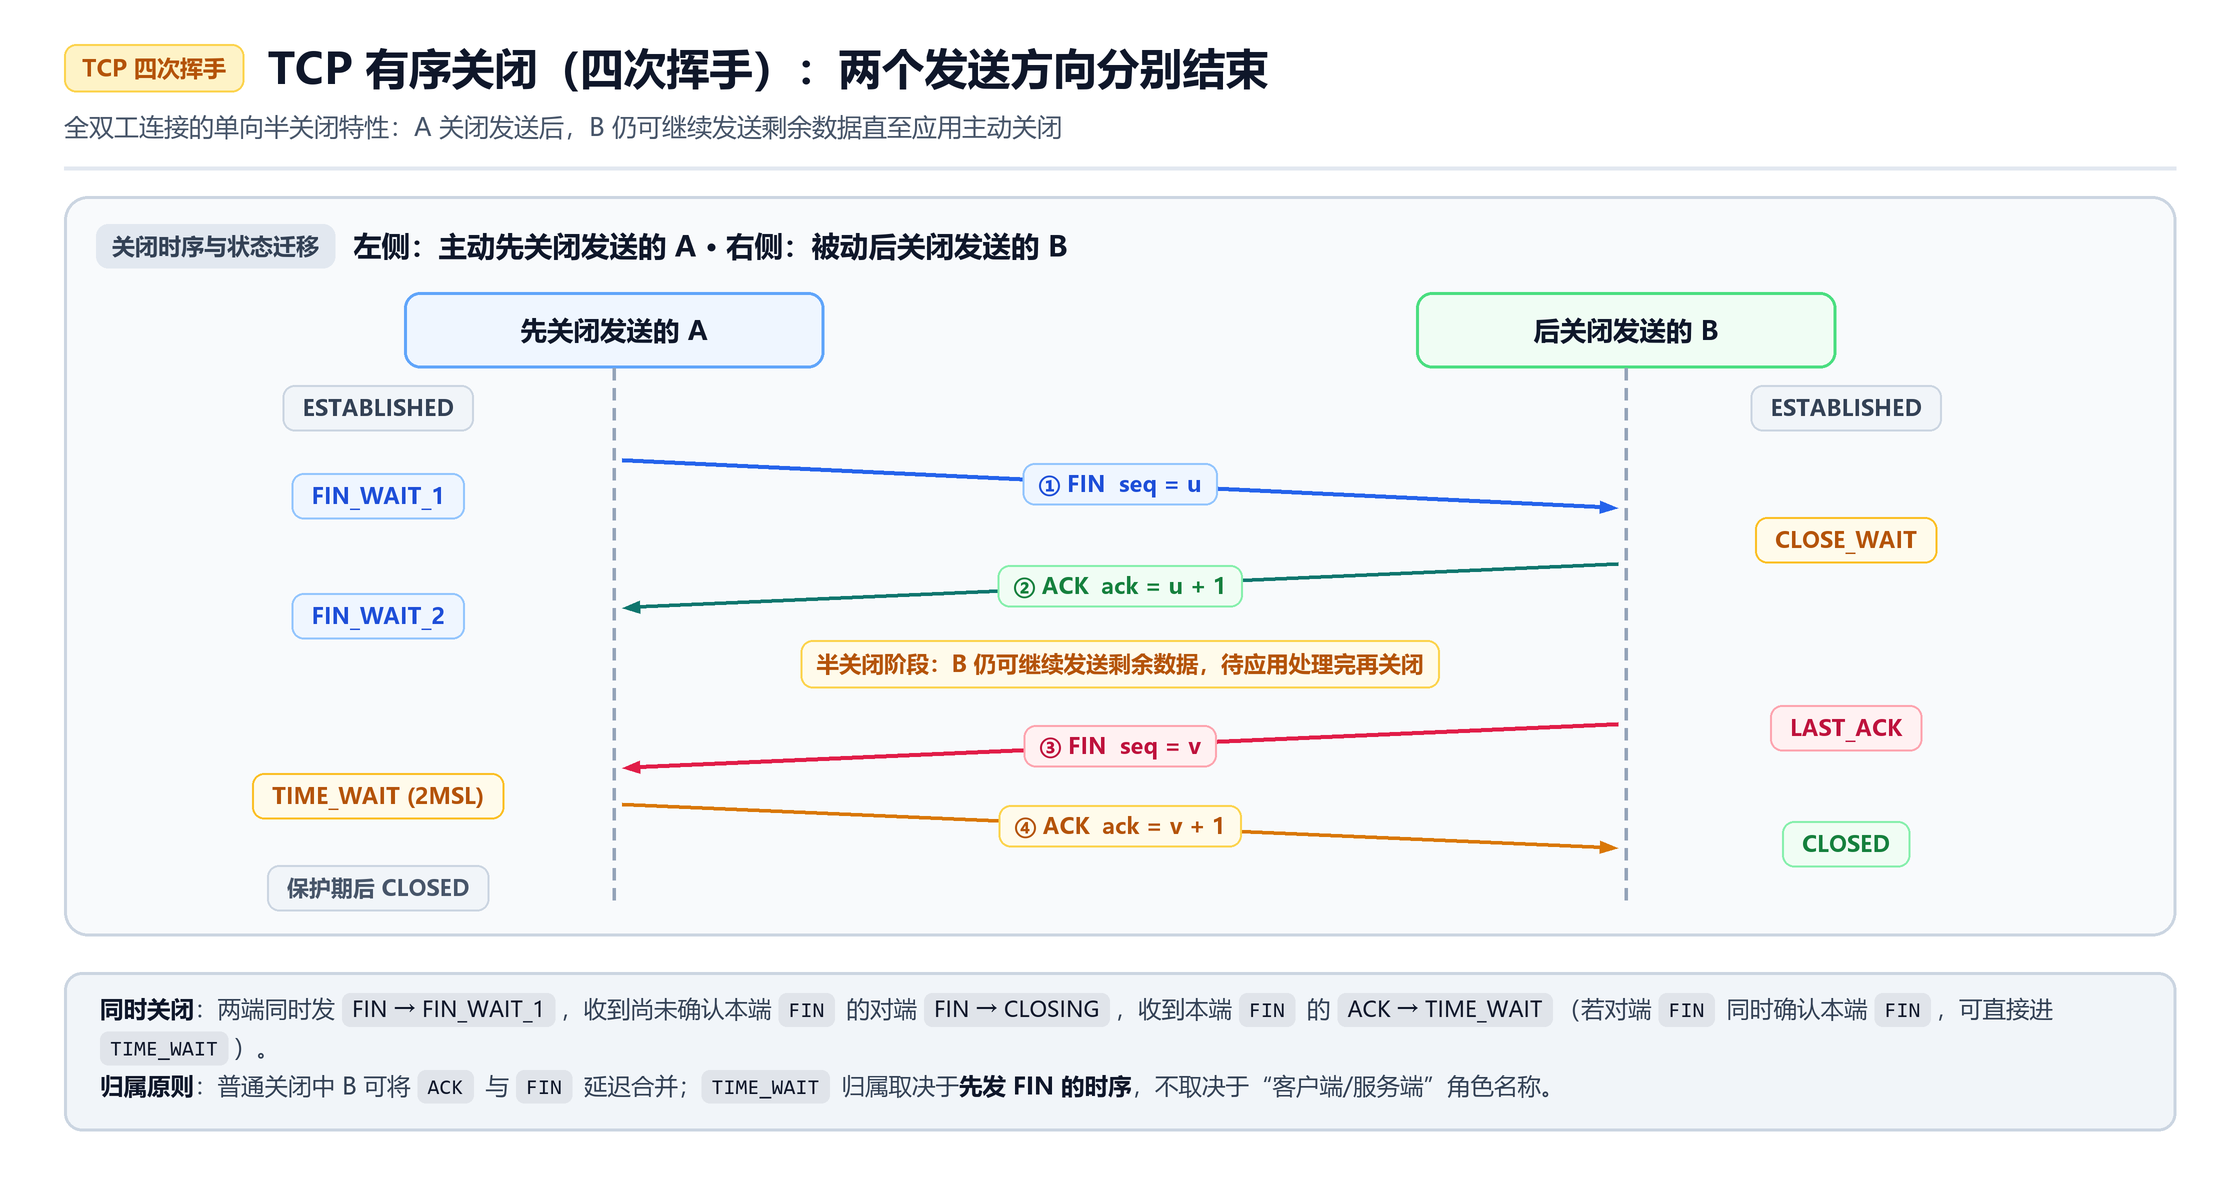 TCP 四次挥手
TCP 有序关闭（四次挥手）：两个发送方向分别结束
全双工连接的单向半关闭特性：A 关闭发送后，B 仍可继续发送剩余数据直至应用主动关闭
关闭时序与状态迁移
左侧：主动先关闭发送的 A • 右侧：被动后关闭发送的 B
先关闭发送的 A
后关闭发送的 B
ESTABLISHED
ESTABLISHED
① FIN seq = u
FIN_WAIT_1
CLOSE_WAIT
② ACK ack = u + 1
FIN_WAIT_2
半关闭阶段：B 仍可继续发送剩余数据，待应用处理完再关闭
LAST_ACK
③ FIN seq = v
TIME_WAIT (2MSL)
④ ACK ack = v + 1
CLOSED
保护期后 CLOSED
同时关闭：两端同时发 FIN → FIN_WAIT_1，收到尚未确认本端 FIN 的对端 FIN → CLOSING，收到本端 FIN 的 ACK → TIME_WAIT（若对端 FIN 同时确认本端 FIN，可直接进
TIME_WAIT）。
归属原则：普通关闭中 B 可将 ACK 与 FIN 延迟合并；TIME_WAIT 归属取决于先发 FIN 的时序，不取决于“客户端/服务端”角色名称。